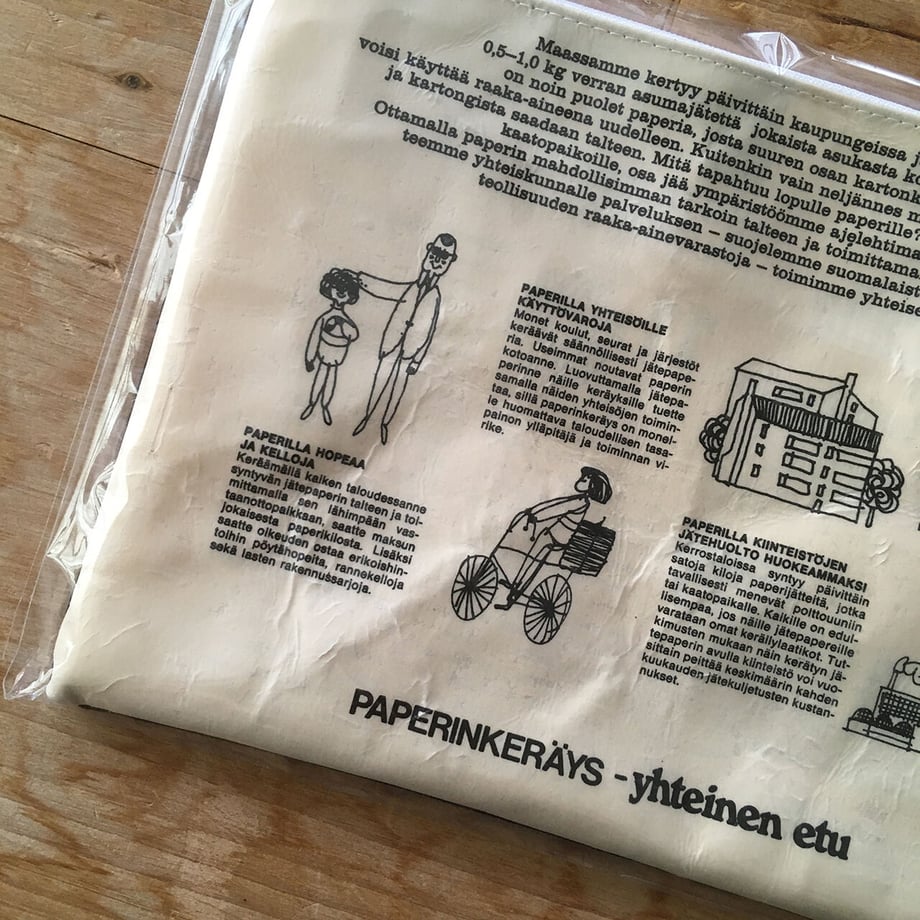 Maassamme kertyy päivittäin kaupungeissa
0,5–1,0 kg verran asumajätettä jokaista asukasta
on noin puolet paperia, josta suuren osan
voisi käyttää raaka-aineena uudelleen. Kuitenkin vain neljännes
ja kartongista saadaan talteen. Mitä tapahtuu lopulle paperille?
kaatopaikoille, osa jää ympäristöömme
Ottamalla paperin mahdollisimman tarkoin talteen ja
teemme yhteiskunnalle palveluksen – suojelemme
teollisuuden raaka-ainevarastoja – toimimme
PAPERILLA HOPEAA
JA KELLOJA
Keräämällä kaiken taloudessanne
syntyvän jätepaperin talteen ja toi-
mittamalla sen lähimpään vas-
taanottopaikkaan, saatte maksun
jokaisesta paperikilosta. Lisäksi
saatte oikeuden ostaa erikoishin-
toihin pöytähopeita, rannekelloja
sekä lasten rakennussarjoja.
PAPERILLA YHTEISÖILLE
KÄYTTÖVAROJA
Monet koulut, seurat ja järjestöt
keräävät säännöllisesti jätepape-
ria. Useimmat noutavat paperin
kotoanne. Luovuttamalla jätepa-
perinne näille keräyksille tuette
samalla näiden yhteisöjen toimin-
taa, sillä paperinkeräys on monel-
le huomattava taloudellisen tasa-
painon ylläpitäjä ja toiminnan vi-
rike.
PAPERILLA KIINTEISTÖJEN
JÄTEHUOLTO HUOKEAMMAKSI
Kerrostaloissa syntyy päivittäin
satoja kiloja paperijätteitä, jotka
tavallisesti menevät polttouuniin
tai kaatopaikalle. Kaikille on edul-
lisempaa, jos näille jätepapereille
varataan omat keräilylaatikot. Tut-
kimusten mukaan näin kerätyn jä-
tepaperin avulla kiinteistö voi vuo-
sittain peittää keskimäärin kahden
kuukauden jätekuljetusten kustan-
nukset.
PAPERINKERÄYS - yhteinen etu